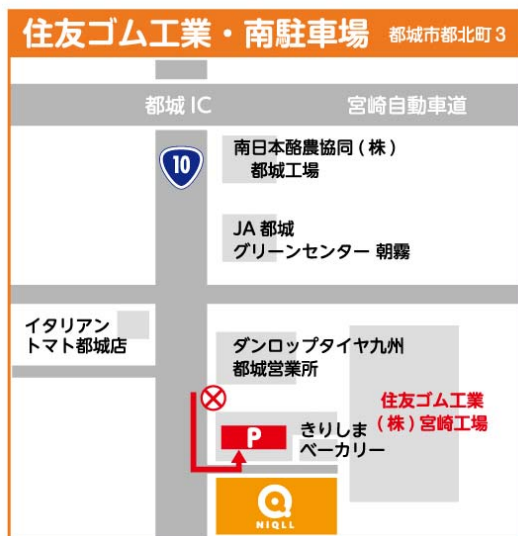 住友ゴム工業・南駐車場 都城市都北町3
都城IC 宮崎自動車道
10
南日本酪農協同(株)
都城工場
JA都城
グリーンセンター 朝霧
イタリアン
トマト都城店
ダンロップタイヤ九州
都城営業所
住友ゴム工業
(株)宮崎工場
P
きりしま
ベーカリー
NIQLL